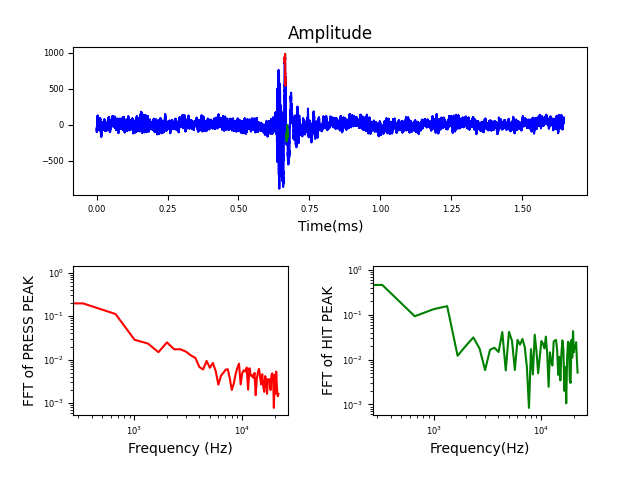 Amplitude
1000
500
0
−500
0.00 0.25 0.50 0.75 1.00 1.25 1.50
Time(ms)
FFT of PRESS PEAK
10⁰
10⁻¹
10⁻²
10⁻³
10³ 10⁴
Frequency (Hz)
FFT of HIT PEAK
10⁰
10⁻¹
10⁻²
10⁻³
10³ 10⁴
Frequency(Hz)